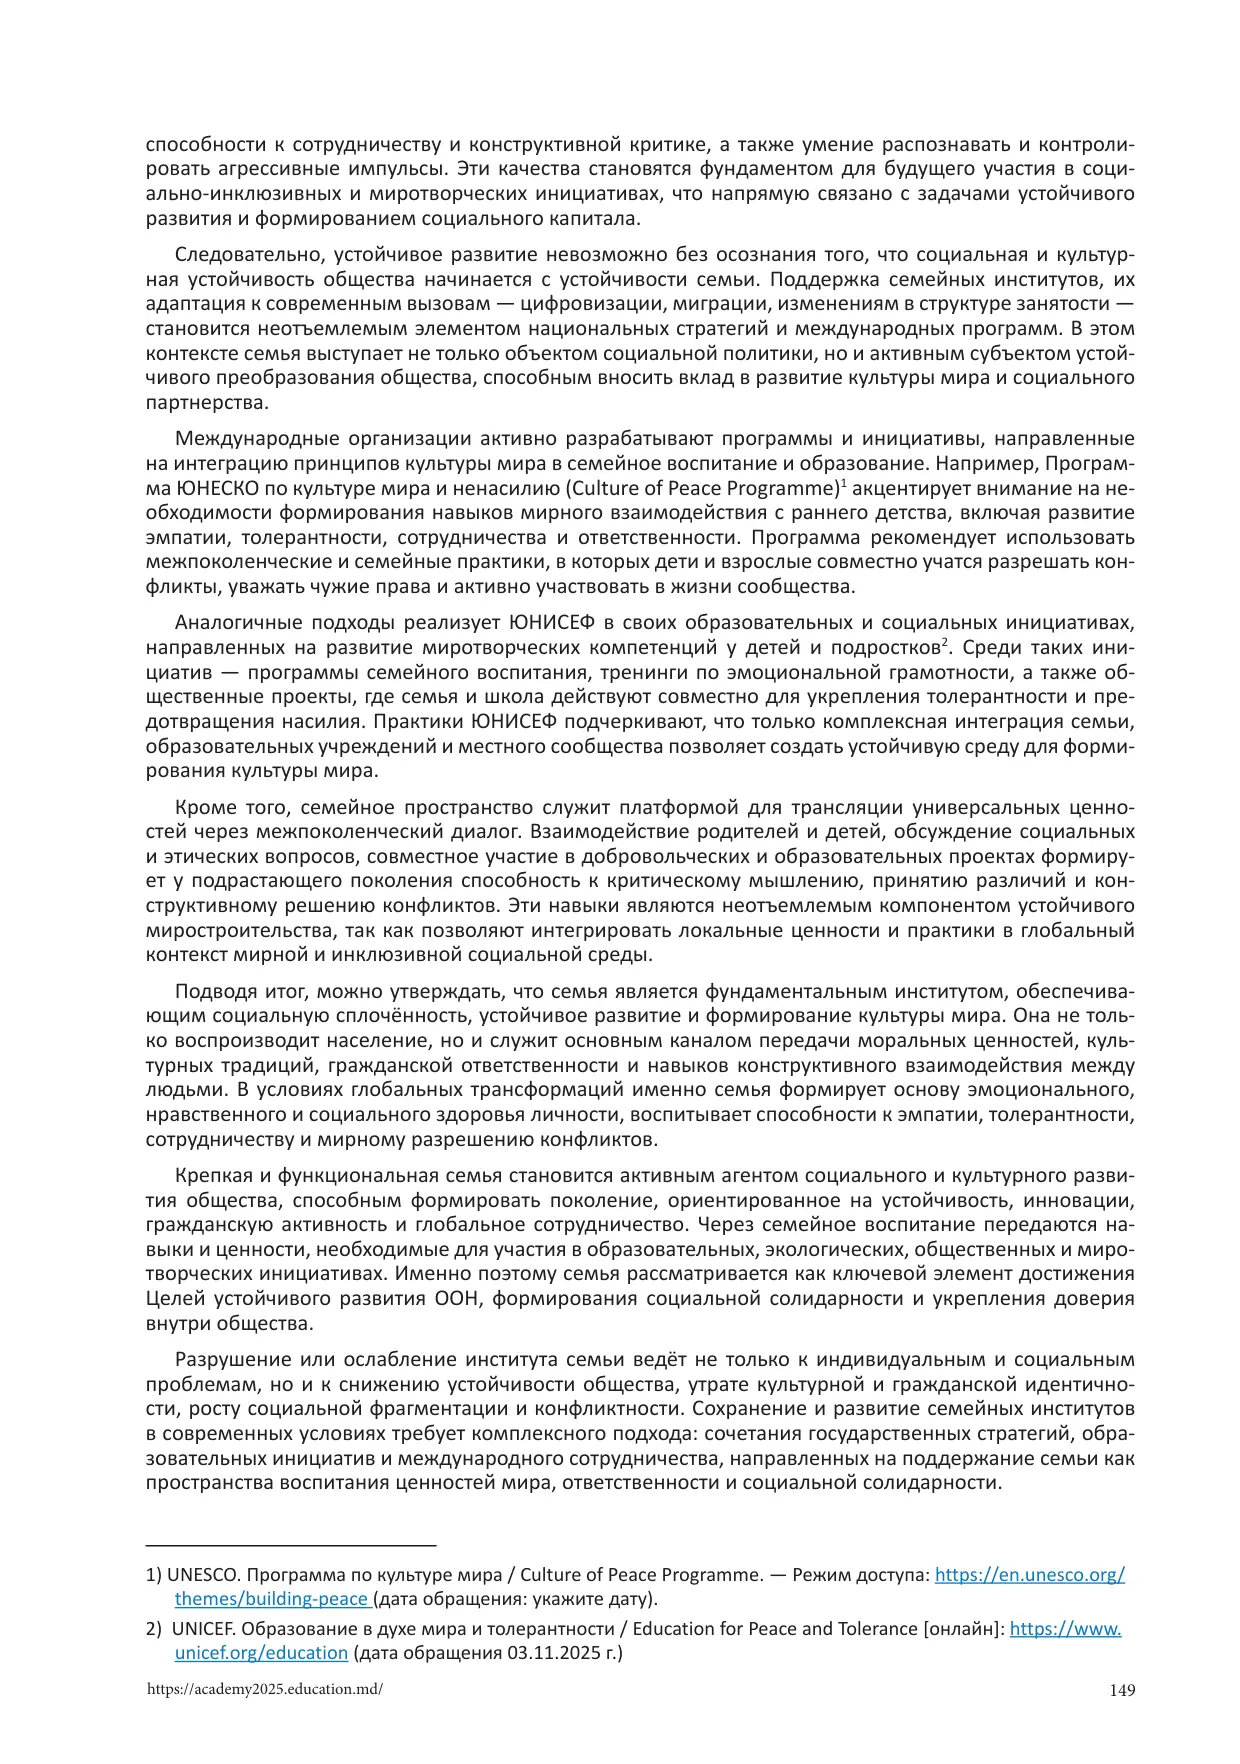 способности к сотрудничеству и конструктивной критике, а также умение распознавать и контроли-
ровать агрессивные импульсы. Эти качества становятся фундаментом для будущего участия в соци-
ально-инклюзивных и миротворческих инициативах, что напрямую связано с задачами устойчивого
развития и формированием социального капитала.
Следовательно, устойчивое развитие невозможно без осознания того, что социальная и культур-
ная устойчивость общества начинается с устойчивости семьи. Поддержка семейных институтов, их
адаптация к современным вызовам — цифровизации, миграции, изменениям в структуре занятости —
становится неотъемлемым элементом национальных стратегий и международных программ. В этом
контексте семья выступает не только объектом социальной политики, но и активным субъектом устой-
чивого преобразования общества, способным вносить вклад в развитие культуры мира и социального
партнерства.
Международные организации активно разрабатывают программы и инициативы, направленные
на интеграцию принципов культуры мира в семейное воспитание и образование. Например, Програм-
ма ЮНЕСКО по культуре мира и ненасилию (Culture of Peace Programme)1 акцентирует внимание на не-
обходимости формирования навыков мирного взаимодействия с раннего детства, включая развитие
эмпатии, толерантности, сотрудничества и ответственности. Программа рекомендует использовать
межпоколенческие и семейные практики, в которых дети и взрослые совместно учатся разрешать кон-
фликты, уважать чужие права и активно участвовать в жизни сообщества.
Аналогичные подходы реализует ЮНИСЕФ в своих образовательных и социальных инициативах,
направленных на развитие миротворческих компетенций у детей и подростков2. Среди таких ини-
циатив — программы семейного воспитания, тренинги по эмоциональной грамотности, а также об-
щественные проекты, где семья и школа действуют совместно для укрепления толерантности и пре-
дотвращения насилия. Практики ЮНИСЕФ подчеркивают, что только комплексная интеграция семьи,
образовательных учреждений и местного сообщества позволяет создать устойчивую среду для форми-
рования культуры мира.
Кроме того, семейное пространство служит платформой для трансляции универсальных ценно-
стей через межпоколенческий диалог. Взаимодействие родителей и детей, обсуждение социальных
и этических вопросов, совместное участие в добровольческих и образовательных проектах формиру-
ет у подрастающего поколения способность к критическому мышлению, принятию различий и кон-
структивному решению конфликтов. Эти навыки являются неотъемлемым компонентом устойчивого
миростроительства, так как позволяют интегрировать локальные ценности и практики в глобальный
контекст мирной и инклюзивной социальной среды.
Подводя итог, можно утверждать, что семья является фундаментальным институтом, обеспечива-
ющим социальную сплочённость, устойчивое развитие и формирование культуры мира. Она не толь-
ко воспроизводит население, но и служит основным каналом передачи моральных ценностей, куль-
турных традиций, гражданской ответственности и навыков конструктивного взаимодействия между
людьми. В условиях глобальных трансформаций именно семья формирует основу эмоционального,
нравственного и социального здоровья личности, воспитывает способности к эмпатии, толерантности,
сотрудничеству и мирному разрешению конфликтов.
Крепкая и функциональная семья становится активным агентом социального и культурного разви-
тия общества, способным формировать поколение, ориентированное на устойчивость, инновации,
гражданскую активность и глобальное сотрудничество. Через семейное воспитание передаются на-
выки и ценности, необходимые для участия в образовательных, экологических, общественных и миро-
творческих инициативах. Именно поэтому семья рассматривается как ключевой элемент достижения
Целей устойчивого развития ООН, формирования социальной солидарности и укрепления доверия
внутри общества.
Разрушение или ослабление института семьи ведёт не только к индивидуальным и социальным
проблемам, но и к снижению устойчивости общества, утрате культурной и гражданской идентично-
сти, росту социальной фрагментации и конфликтности. Сохранение и развитие семейных институтов
в современных условиях требует комплексного подхода: сочетания государственных стратегий, обра-
зовательных инициатив и международного сотрудничества, направленных на поддержание семьи как
пространства воспитания ценностей мира, ответственности и социальной солидарности.
1) UNESCO. Программа по культуре мира / Culture of Peace Programme. — Режим доступа: https://en.unesco.org/
themes/building-peace (дата обращения: укажите дату).
2) UNICEF. Образование в духе мира и толерантности / Education for Peace and Tolerance [онлайн]: https://www.
unicef.org/education (дата обращения 03.11.2025 г.)
https://academy2025.education.md/
149